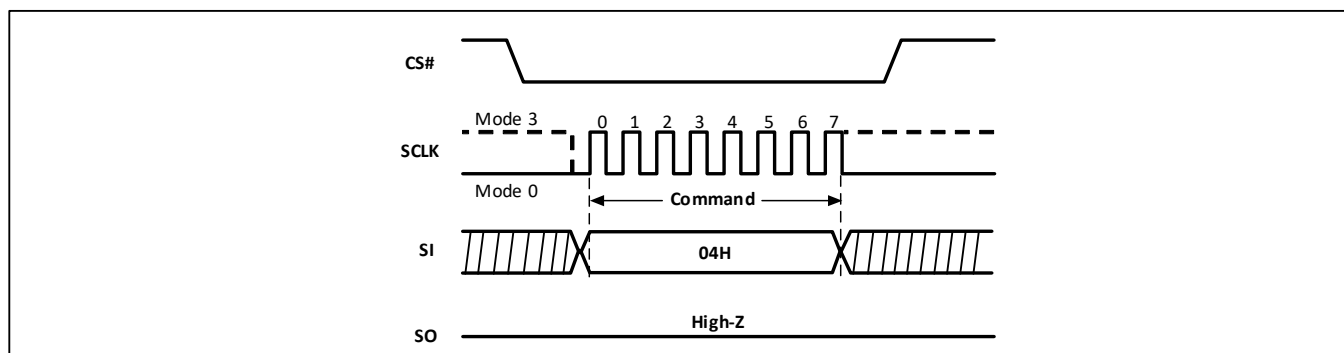 CS#
Mode 3
0 1 2 3 4 5 6 7
SCLK
Mode 0
Command
SI
04H
High-Z
SO